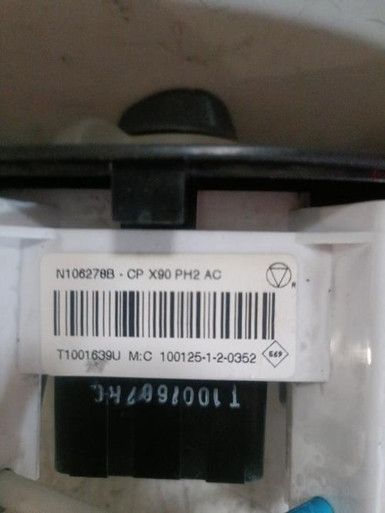 N106278B - CP X90 PH2 AC
T1001639U M:C 100125-1-2-0352